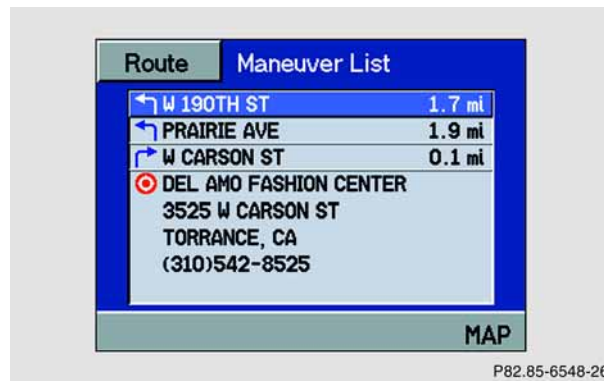 Route Maneuver List
W 190TH ST 1.7 mi
PRAIRIE AVE 1.9 mi
W CARSON ST 0.1 mi
DEL AMO FASHION CENTER
3525 W CARSON ST
TORRANCE, CA
(310)542-8525
MAP
P82.85-6548-26